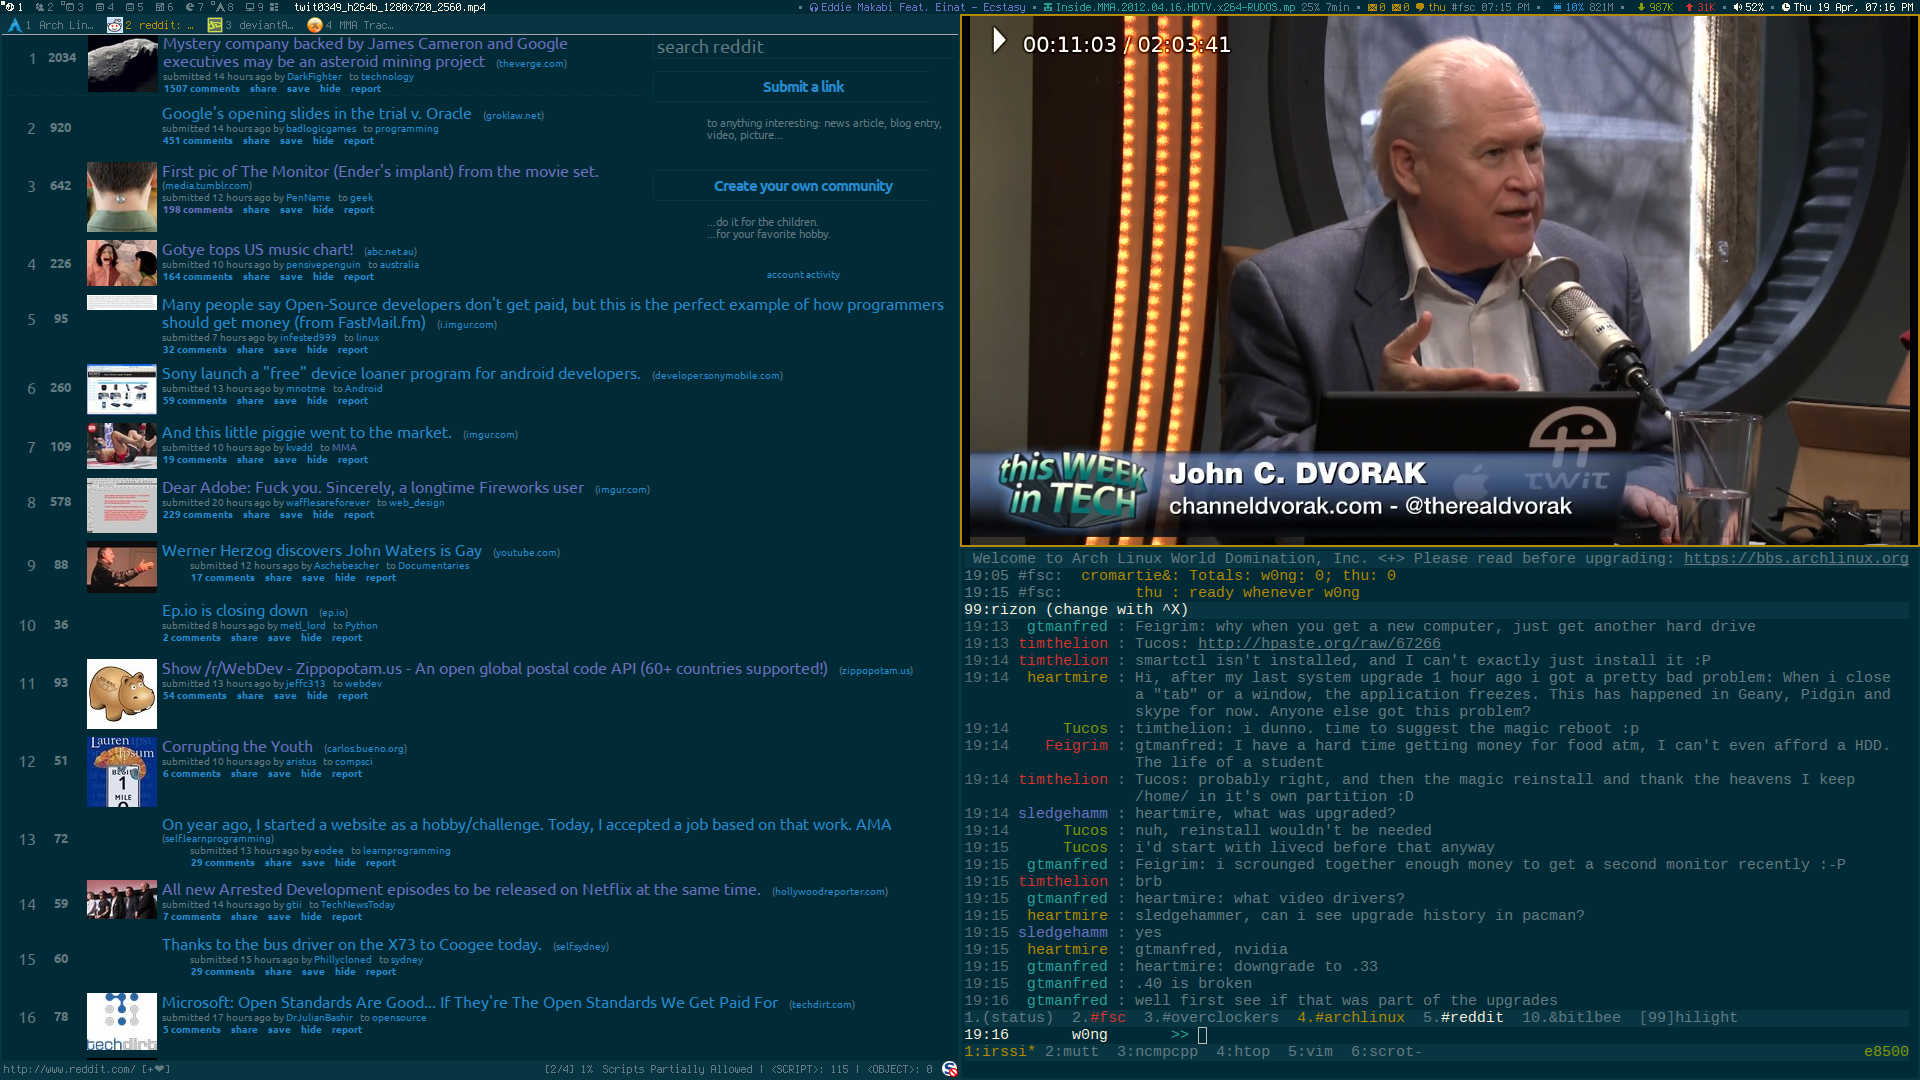 1 2 3 4 5 6 7 8 9 twit0349_h264b_1280x720_2560.mp4
Eddie Makabi Feat. Einat - Ecstasy • Inside.MMA.2012.04.16.HDTV.x264-RUDOS.mp 25% 7min • 0 0 • thu #fsc 07:15 PM • 10% 821M • 987K • 31K • 52% • Thu 19 Apr, 07:16 PM
1 Arch Lin… 2 reddit: … 3 deviantA… 4 MMA Trac…
1 2034 Mystery company backed by James Cameron and Google
executives may be an asteroid mining project (theverge.com)
submitted 14 hours ago by DarkFighter to technology
1507 comments share save hide report
2 920 Google's opening slides in the trial v. Oracle (groklaw.net)
submitted 14 hours ago by badlogicgames to programming
451 comments share save hide report
3 642 First pic of The Monitor (Ender's implant) from the movie set.
(media.tumblr.com)
submitted 12 hours ago by PenName to geek
198 comments share save hide report
4 226 Gotye tops US music chart! (abc.net.au)
submitted 10 hours ago by pensivepenguin to australia
164 comments share save hide report
5 95 Many people say Open-Source developers don't get paid, but this is the perfect example of how programmers
should get money (from FastMail.fm) (i.imgur.com)
submitted 7 hours ago by infested999 to linux
32 comments share save hide report
6 260 Sony launch a "free" device loaner program for android developers. (developer.sonymobile.com)
submitted 13 hours ago by mnotme to Android
59 comments share save hide report
7 109 And this little piggie went to the market. (imgur.com)
submitted 10 hours ago by kvadd to MMA
19 comments share save hide report
8 578 Dear Adobe: Fuck you. Sincerely, a longtime Fireworks user (imgur.com)
submitted 20 hours ago by wafflesareforever to web_design
229 comments share save hide report
9 88 Werner Herzog discovers John Waters is Gay (youtube.com)
submitted 12 hours ago by Aschebescher to Documentaries
17 comments share save hide report
10 36 Ep.io is closing down (ep.io)
submitted 8 hours ago by metl_lord to Python
2 comments share save hide report
11 93 Show /r/WebDev - Zippopotam.us - An open global postal code API (60+ countries supported!) (zippopotam.us)
submitted 13 hours ago by jeffc313 to webdev
54 comments share save hide report
Lauren Ipsum
BEGIN
1
MILE
12 51 Corrupting the Youth (carlos.bueno.org)
submitted 10 hours ago by aristus to compsci
6 comments share save hide report
13 72 On year ago, I started a website as a hobby/challenge. Today, I accepted a job based on that work. AMA
(self.learnprogramming)
submitted 13 hours ago by eodee to learnprogramming
29 comments share save hide report
14 59 All new Arrested Development episodes to be released on Netflix at the same time. (hollywoodreporter.com)
submitted 14 hours ago by gtii to TechNewsToday
7 comments share save hide report
15 60 Thanks to the bus driver on the X73 to Coogee today. (self.sydney)
submitted 15 hours ago by Phillycloned to sydney
29 comments share save hide report
16 78 Microsoft: Open Standards Are Good... If They're The Open Standards We Get Paid For (techdirt.com)
submitted 17 hours ago by DrJulianBashir to opensource
5 comments share save hide report
techdirt
http://www.reddit.com/ [+❤] [2/4] 1% Scripts Partially Allowed | <SCRIPT>: 115 | <OBJECT>: 0
search reddit
Submit a link
to anything interesting: news article, blog entry,
video, picture...
Create your own community
...do it for the children.
...for your favorite hobby.
account activity
00:11:03 / 02:03:41
TWiT
this WEEK
in TECH
John C. DVORAK
channeldvorak.com - @therealdvorak
Welcome to Arch Linux World Domination, Inc. <+> Please read before upgrading: https://bbs.archlinux.org
19:05 #fsc: cromartie&: Totals: w0ng: 0; thu: 0
19:15 #fsc: thu : ready whenever w0ng
99:rizon (change with ^X)
19:13 gtmanfred : Feigrim: why when you get a new computer, just get another hard drive
19:13 timthelion : Tucos: http://hpaste.org/raw/67266
19:14 timthelion : smartctl isn't installed, and I can't exactly just install it :P
19:14 heartmire : Hi, after my last system upgrade 1 hour ago i got a pretty bad problem: When i close
a "tab" or a window, the application freezes. This has happened in Geany, Pidgin and
skype for now. Anyone else got this problem?
19:14 Tucos : timthelion: i dunno. time to suggest the magic reboot :p
19:14 Feigrim : gtmanfred: I have a hard time getting money for food atm, I can't even afford a HDD.
The life of a student
19:14 timthelion : Tucos: probably right, and then the magic reinstall and thank the heavens I keep
/home/ in it's own partition :D
19:14 sledgehamm : heartmire, what was upgraded?
19:14 Tucos : nuh, reinstall wouldn't be needed
19:15 Tucos : i'd start with livecd before that anyway
19:15 gtmanfred : Feigrim: i scrounged together enough money to get a second monitor recently :-P
19:15 timthelion : brb
19:15 gtmanfred : heartmire: what video drivers?
19:15 heartmire : sledgehammer, can i see upgrade history in pacman?
19:15 sledgehamm : yes
19:15 heartmire : gtmanfred, nvidia
19:15 gtmanfred : heartmire: downgrade to .33
19:15 gtmanfred : .40 is broken
19:16 gtmanfred : well first see if that was part of the upgrades
1.(status) 2.#fsc 3.#overclockers 4.#archlinux 5.#reddit 10.&bitlbee [99]hilight
19:16 w0ng >>
1:irssi* 2:mutt 3:ncmpcpp 4:htop 5:vim 6:scrot- e8500